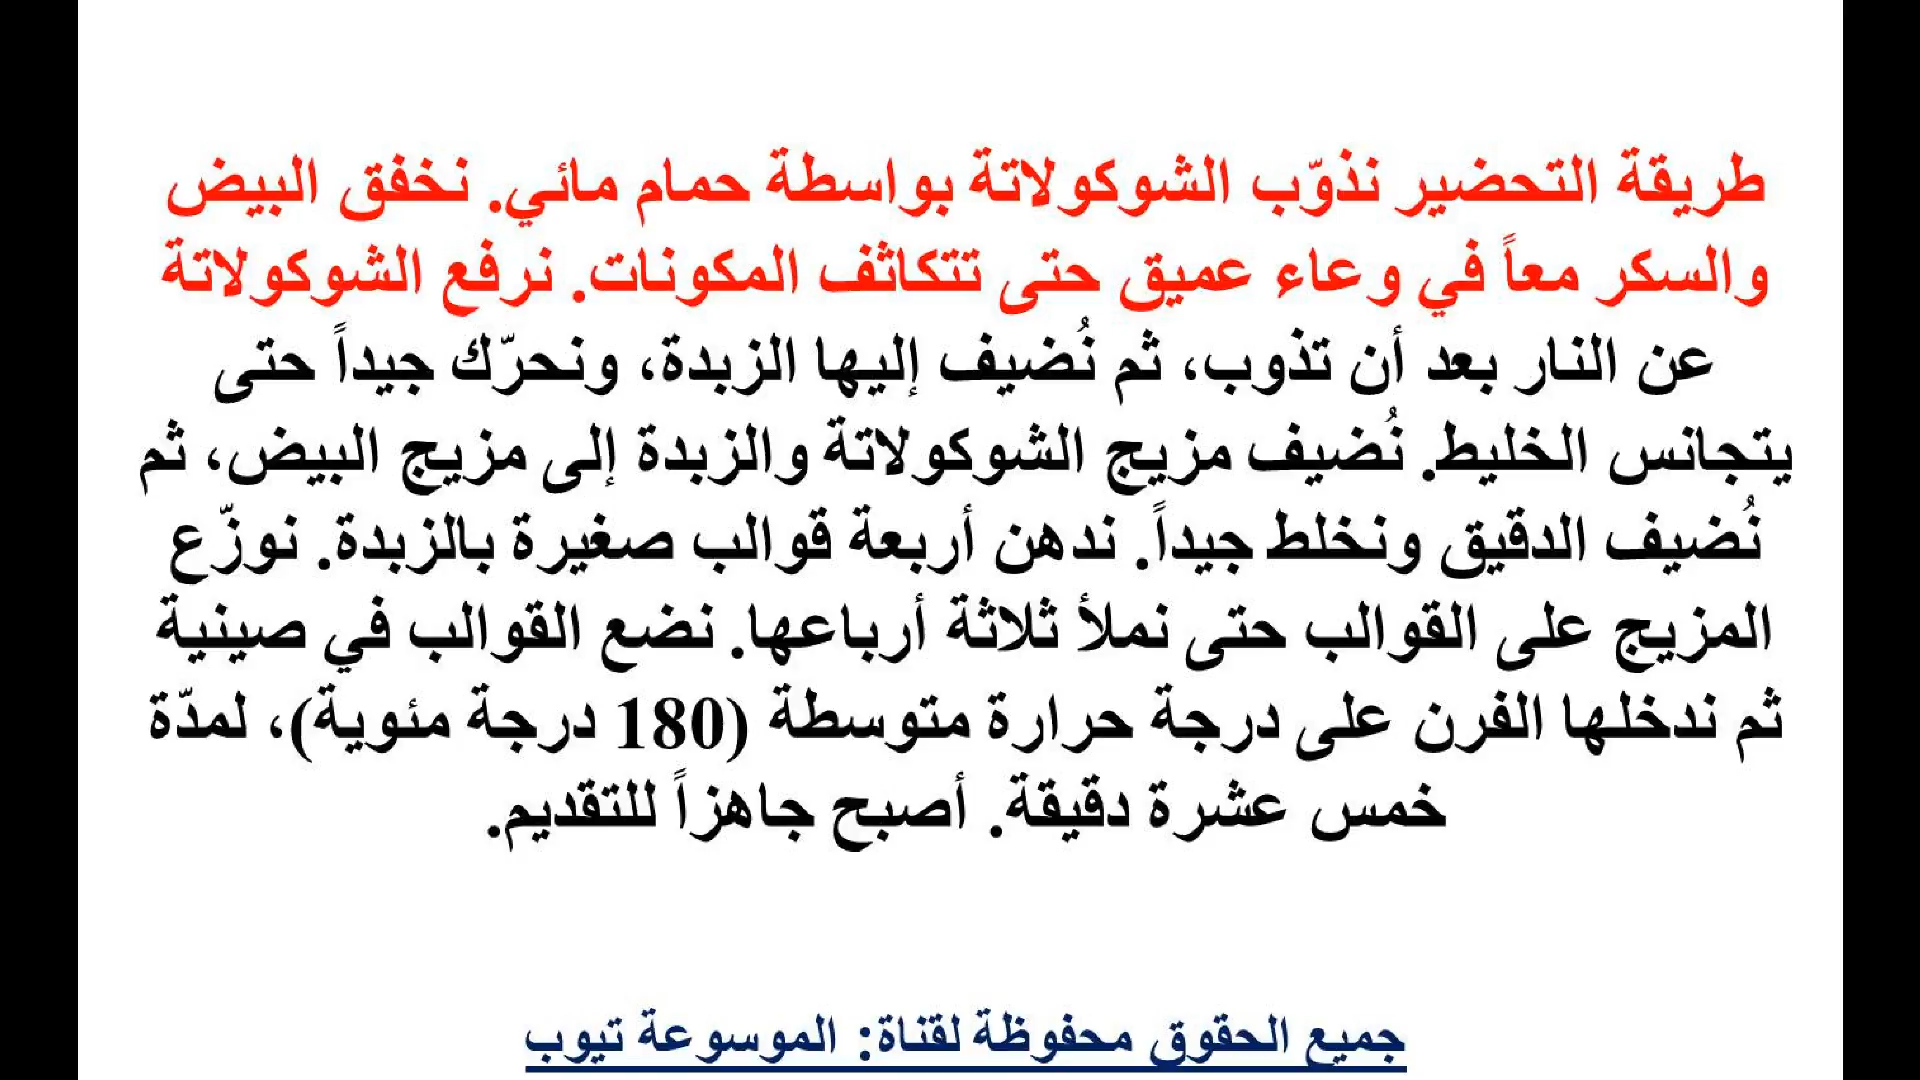 طريقة التحضير نذوّب الشوكولاتة بواسطة حمام مائي. نخفق البيض
والسكر معاً في وعاء عميق حتى تتكاثف المكونات. نرفع الشوكولاتة
عن النار بعد أن تذوب، ثم نُضيف إليها الزبدة، ونحرّك جيداً حتى
يتجانس الخليط. نُضيف مزيج الشوكولاتة والزبدة إلى مزيج البيض، ثم
نُضيف الدقيق ونخلط جيداً. ندهن أربعة قوالب صغيرة بالزبدة. نوزّع
المزيج على القوالب حتى نملأ ثلاثة أرباعها. نضع القوالب في صينية
ثم ندخلها الفرن على درجة حرارة متوسطة (180 درجة مئوية)، لمدّة
خمس عشرة دقيقة. أصبح جاهزاً للتقديم.
جميع الحقوق محفوظة لقناة: الموسوعة تيوب